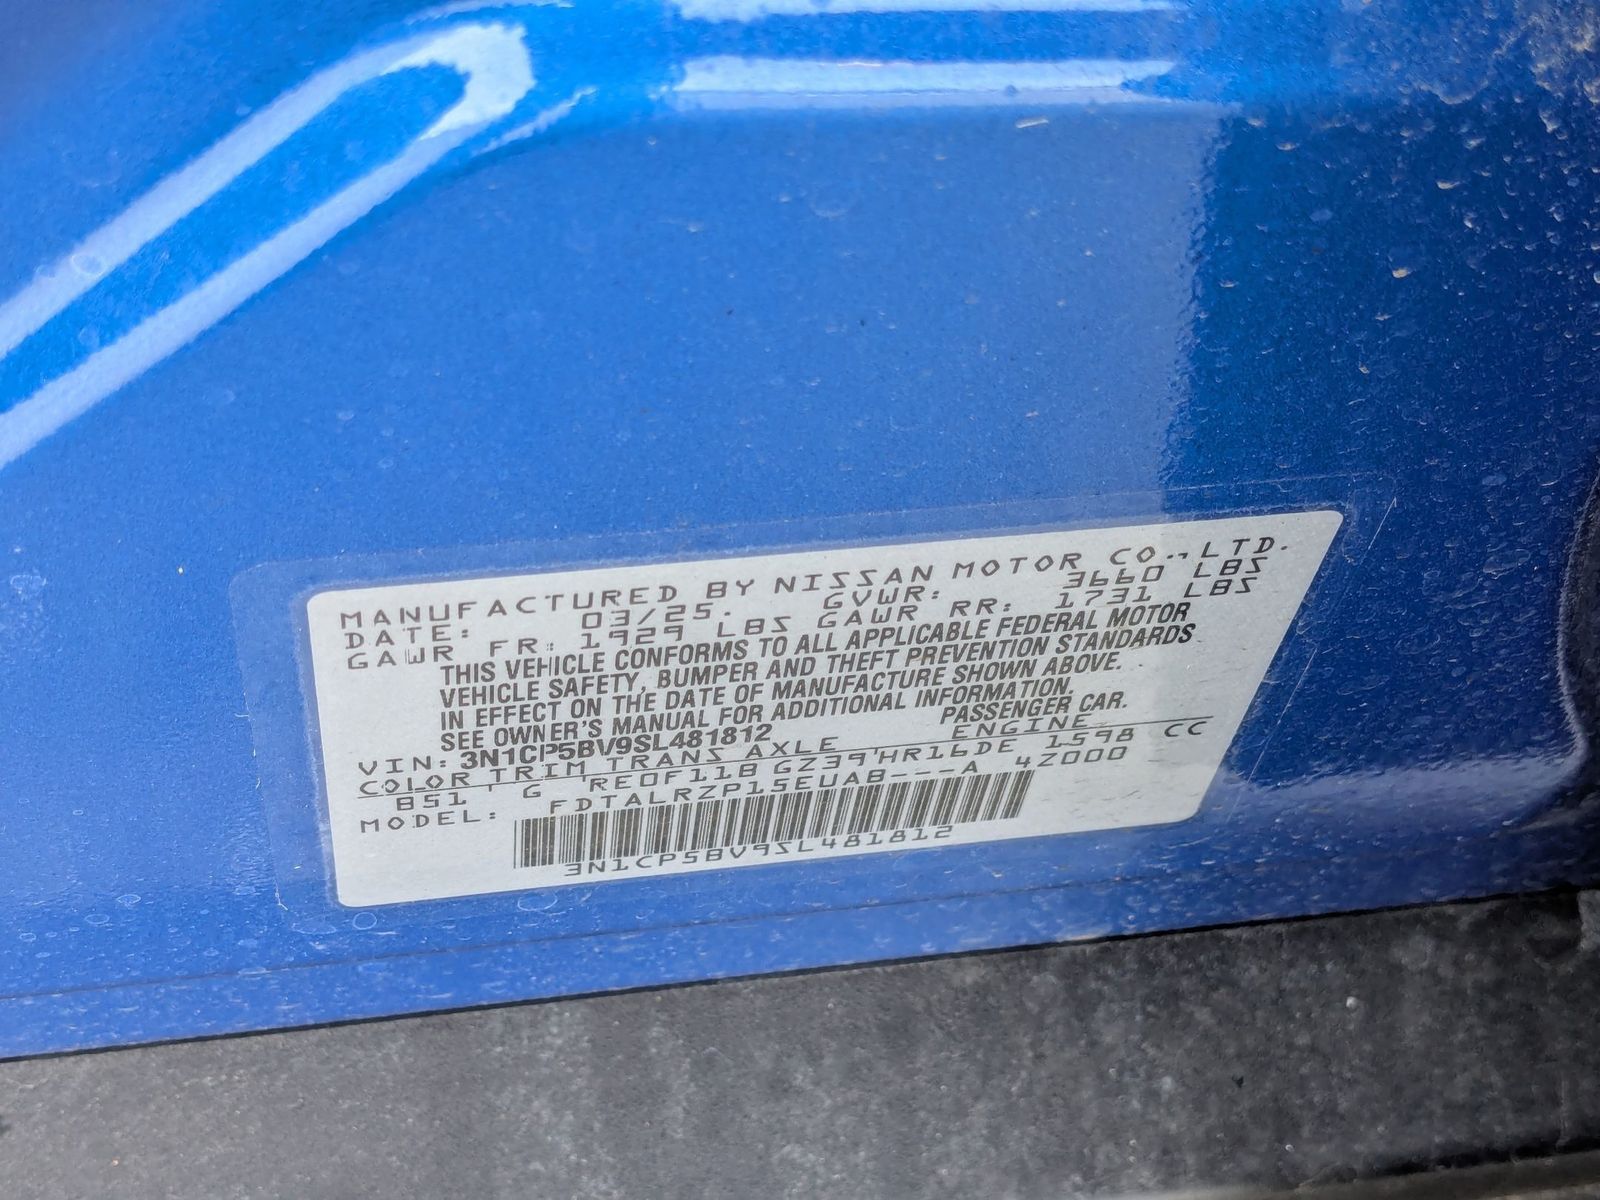 MANUFACTURED BY NISSAN MOTOR CO., LTD.
DATE: 03/25. GVWR: 3660 LBS
GAWR FR: 1929 LBS GAWR RR: 1731 LBS
THIS VEHICLE CONFORMS TO ALL APPLICABLE FEDERAL MOTOR
VEHICLE SAFETY, BUMPER AND THEFT PREVENTION STANDARDS
IN EFFECT ON THE DATE OF MANUFACTURE SHOWN ABOVE.
SEE OWNER'S MANUAL FOR ADDITIONAL INFORMATION.
VIN: 3N1CP5BV9SL481812 PASSENGER CAR.
COLOR TRIM TRANS AXLE ENGINE
B51 G RE0F11B GZ39 HR16DE 1598 CC
MODEL: FDTALRZP15EUAB---A 4Z000
3N1CP5BV9SL481812